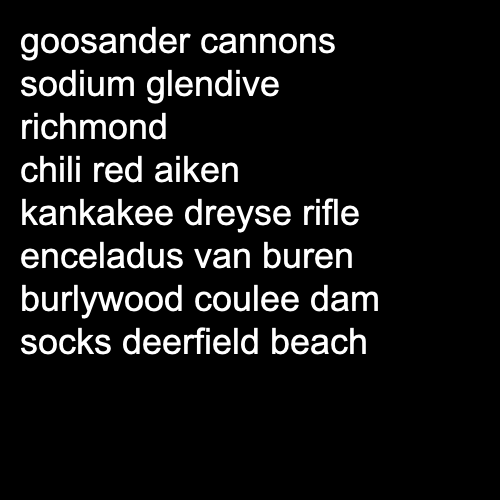 goosander cannons
sodium glendive
richmond
chili red aiken
kankakee dreyse rifle
enceladus van buren
burlywood coulee dam
socks deerfield beach